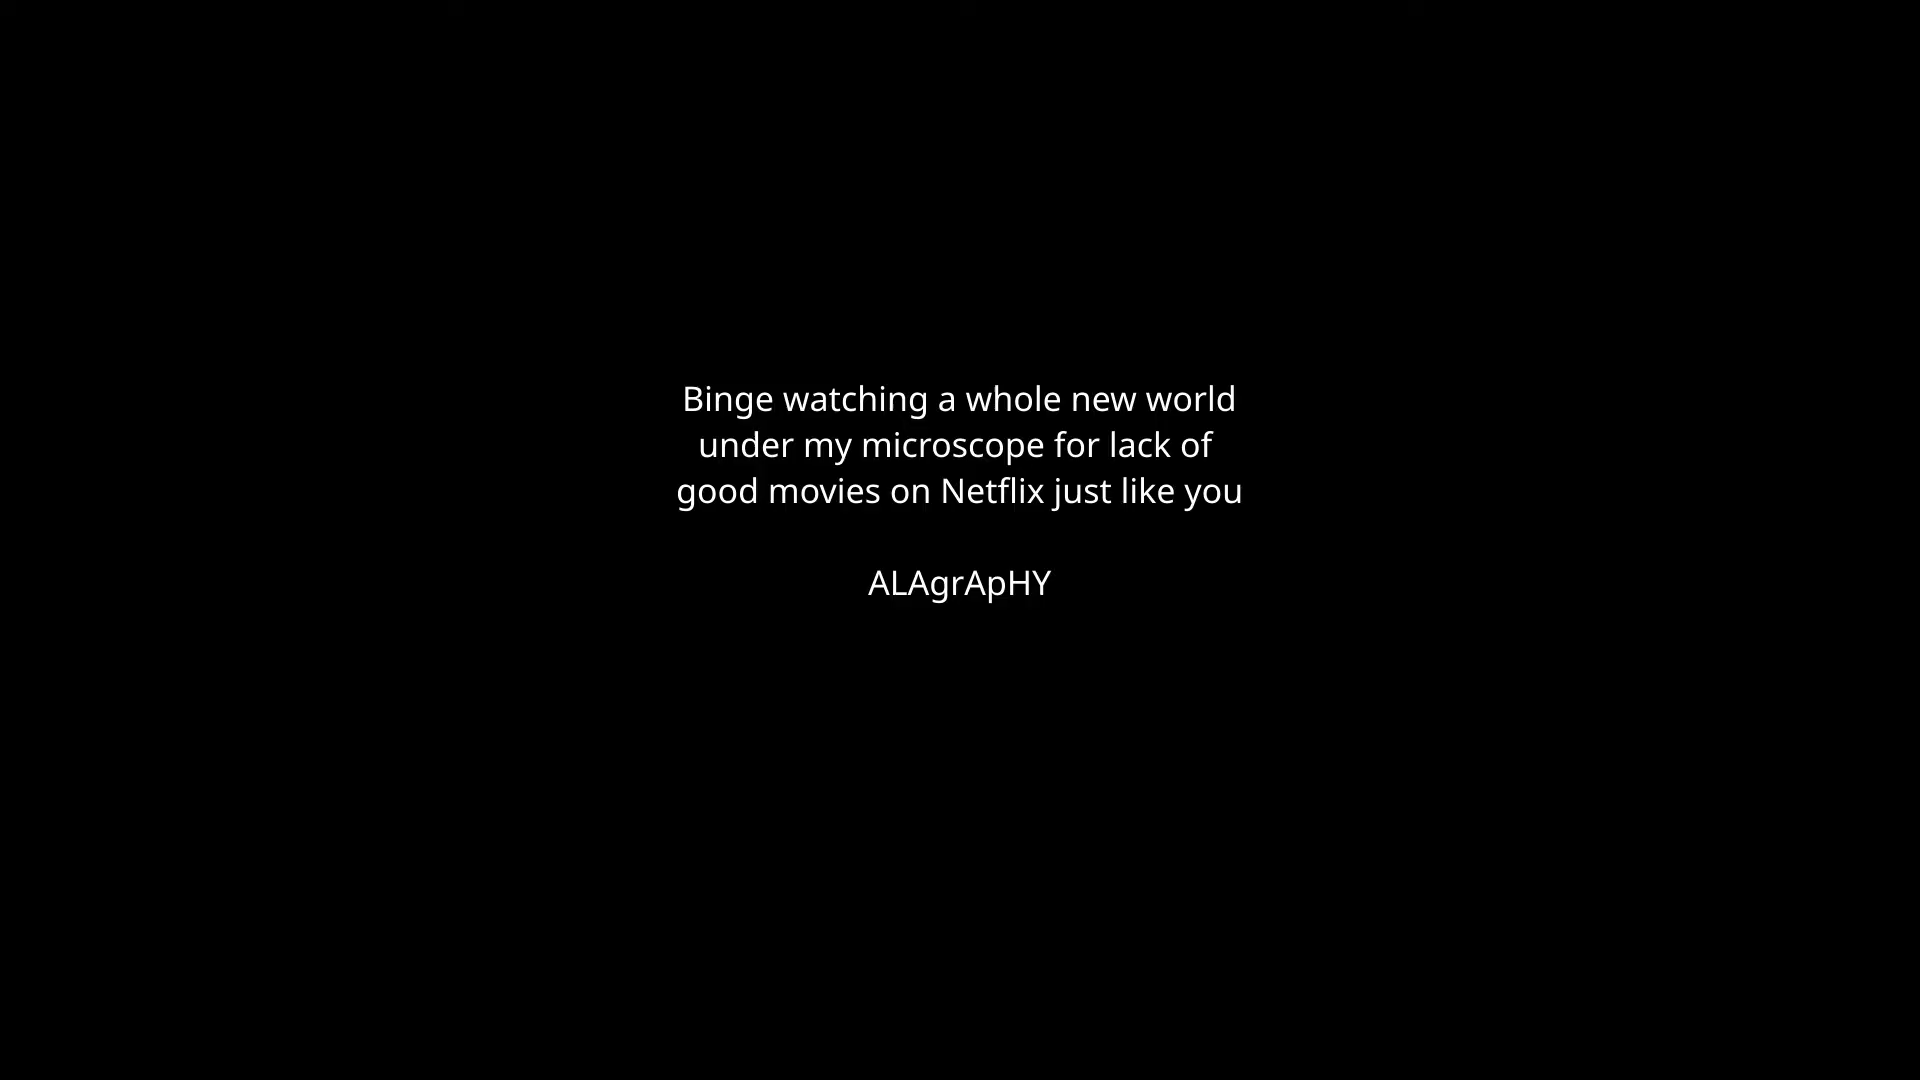 Binge watching a whole new world
under my microscope for lack of
good movies on Netflix just like you
ALAgrApHY